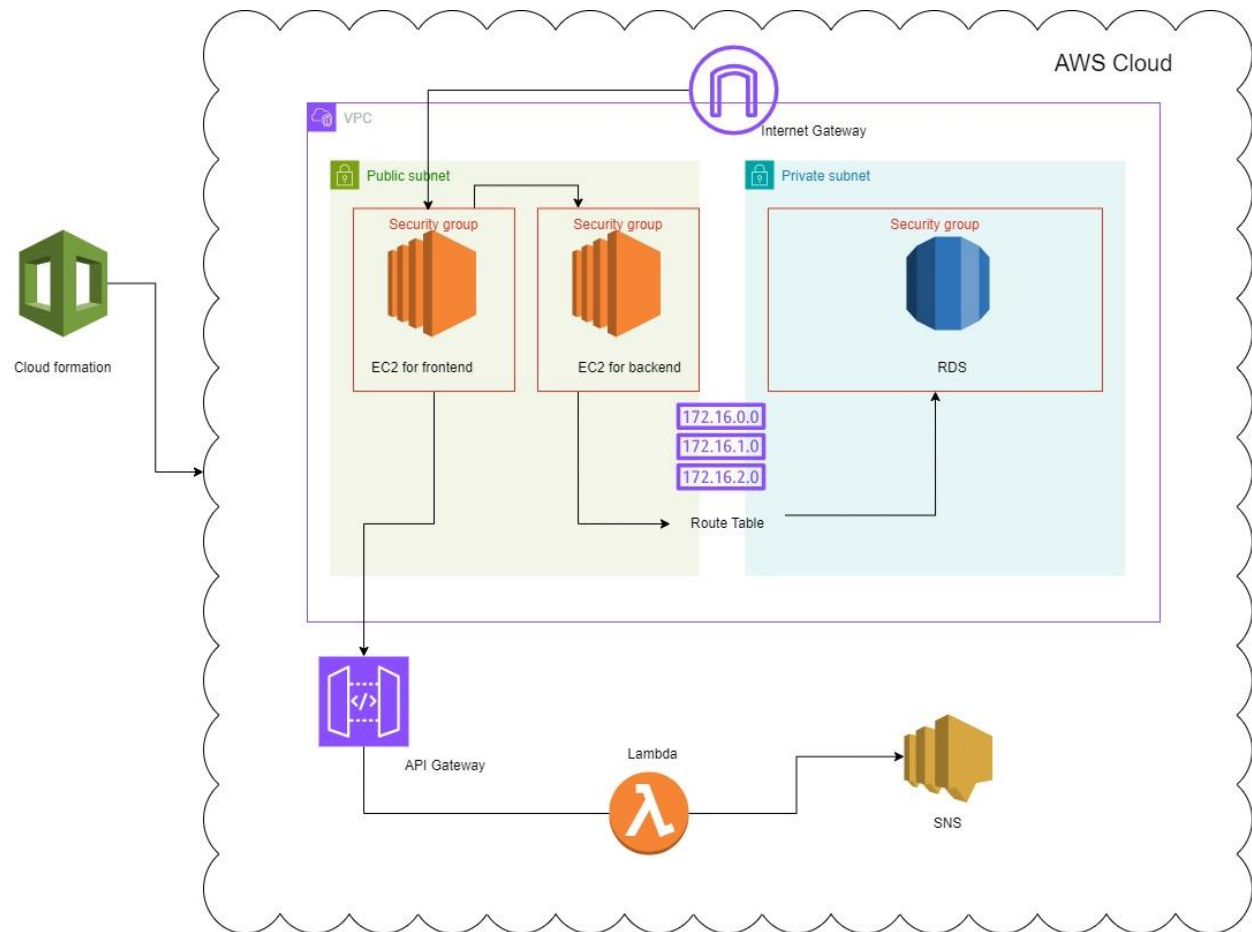 AWS Cloud
VPC
Internet Gateway
Public subnet
Private subnet
Security group
Security group
Security group
EC2 for frontend
EC2 for backend
RDS
Cloud formation
172.16.0.0
172.16.1.0
172.16.2.0
Route Table
</>
API Gateway
Lambda
λ
SNS